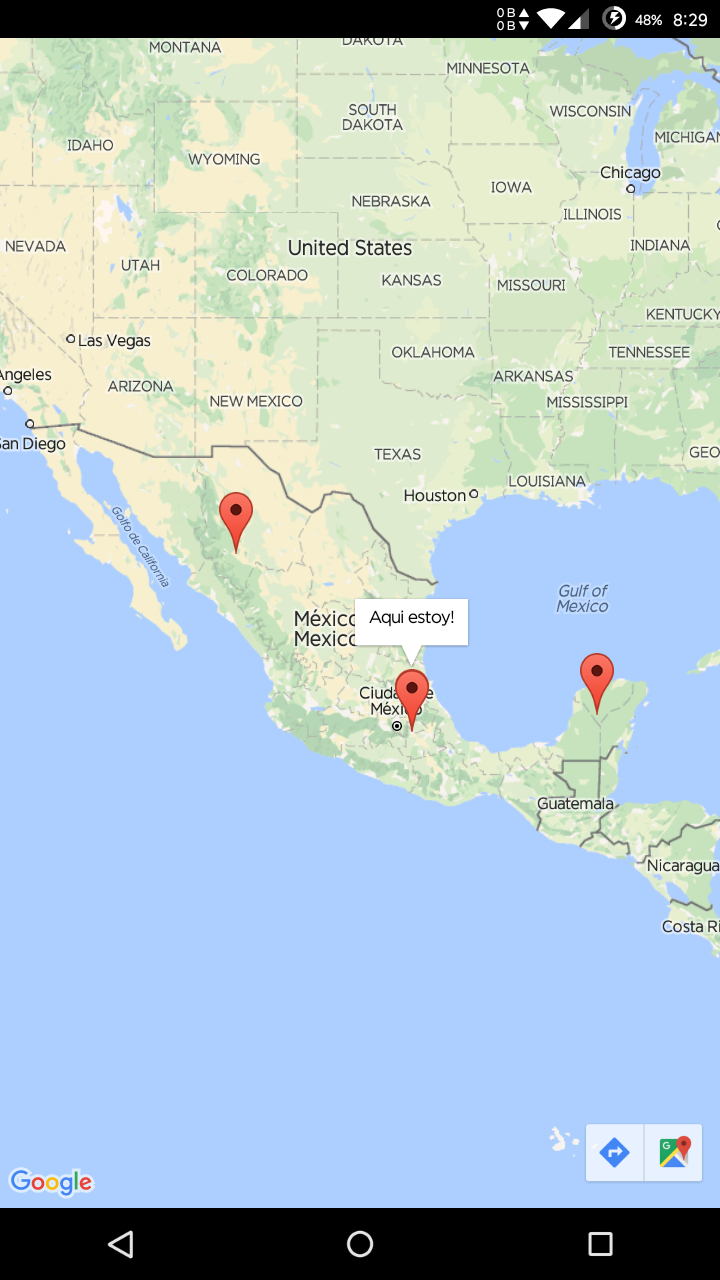 0 B
0 B
48% 8:29
MONTANA
DAKOTA
MINNESOTA
SOUTH
DAKOTA
WISCONSIN
MICHIGAN
IDAHO
WYOMING
Chicago
IOWA
NEBRASKA
ILLINOIS
NEVADA
United States
INDIANA
UTAH
COLORADO
KANSAS
MISSOURI
KENTUCKY
Las Vegas
OKLAHOMA
TENNESSEE
Angeles
ARIZONA
ARKANSAS
NEW MEXICO
MISSISSIPPI
San Diego
TEXAS
GEO
LOUISIANA
Houston
Golfo de California
Gulf of
Mexico
México
Mexico
Aqui estoy!
Ciudad de
México
Guatemala
Nicaragua
Costa Ri
G
Google